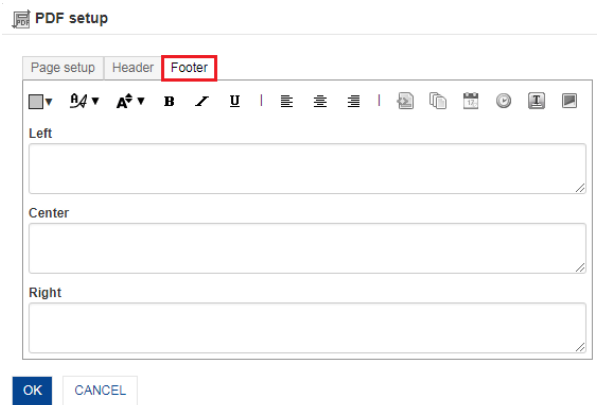 PDF setup
Page setup Header Footer
A B I U
Left
Center
Right
OK CANCEL